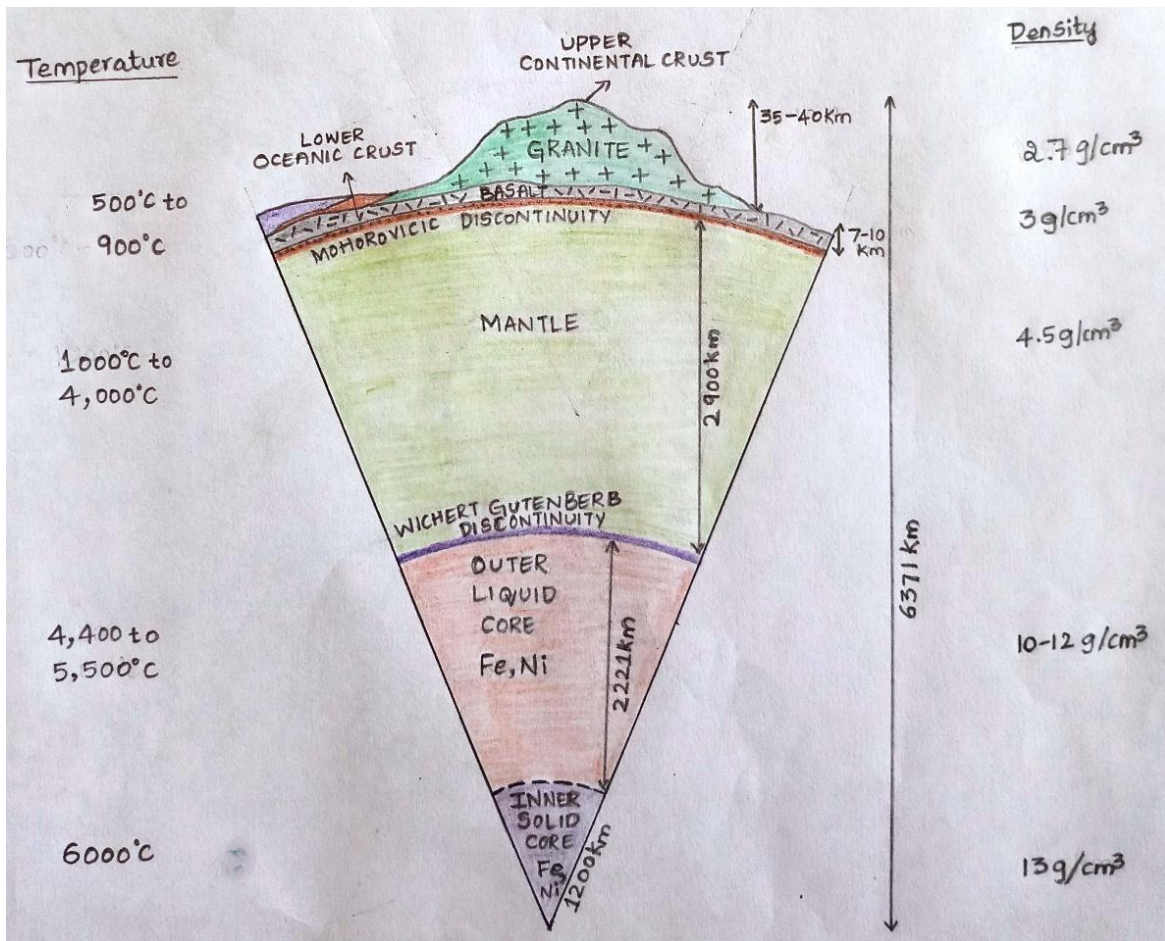 Temperature
Density
UPPER
CONTINENTAL CRUST
35-40Km
LOWER
OCEANIC CRUST
GRANITE
2.7 g/cm³
BASALT
500°C to
900°C
3 g/cm³
MOHOROVICIC DISCONTINUITY
7-10
Km
MANTLE
4.5g/cm³
1000°C to
4,000°C
2900km
WICHERT GUTENBERB
DISCONTINUITY
6371 km
OUTER
LIQUID
CORE
Fe, Ni
4,400 to
5,500°C
2221km
10-12 g/cm³
INNER
SOLID
CORE
Fe
Ni
1200Km
6000°C
13 g/cm³